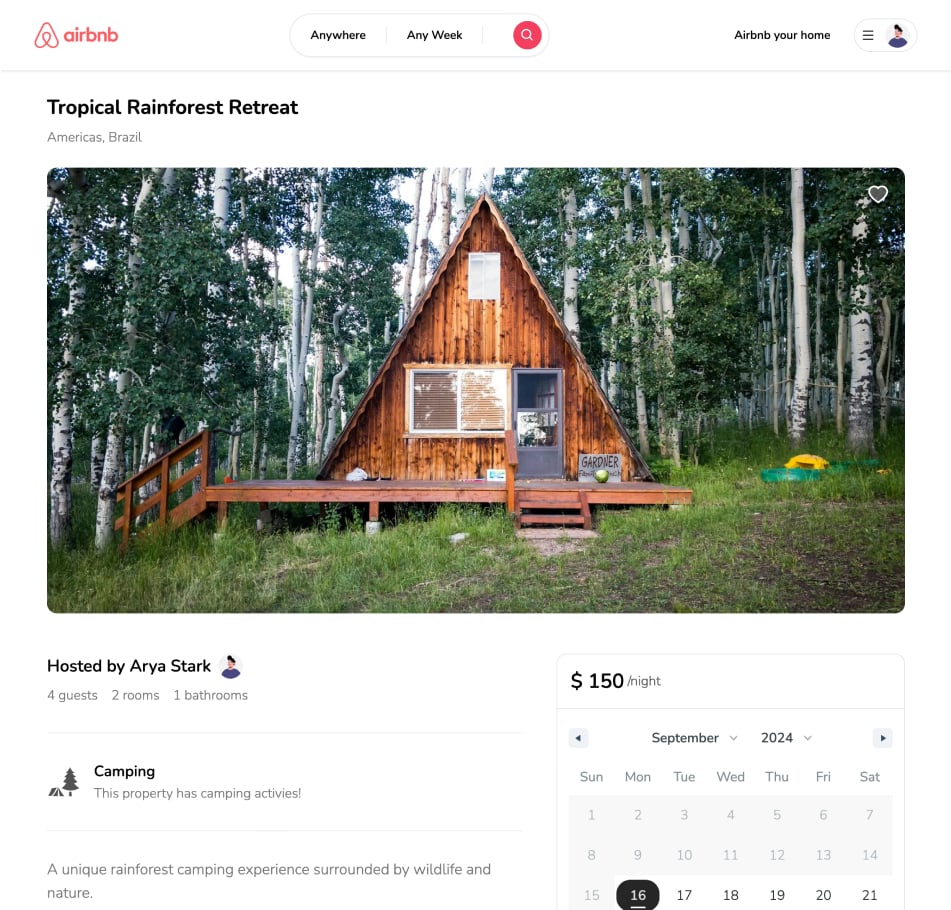 airbnb Anywhere Any Week Airbnb your home
Tropical Rainforest Retreat
Americas, Brazil
GARDNER
Hosted by Arya Stark
4 guests 2 rooms 1 bathrooms
Camping
This property has camping activies!
A unique rainforest camping experience surrounded by wildlife and
nature.
$ 150 /night
September 2024
Sun Mon Tue Wed Thu Fri Sat
1 2 3 4 5 6 7
8 9 10 11 12 13 14
15 16 17 18 19 20 21